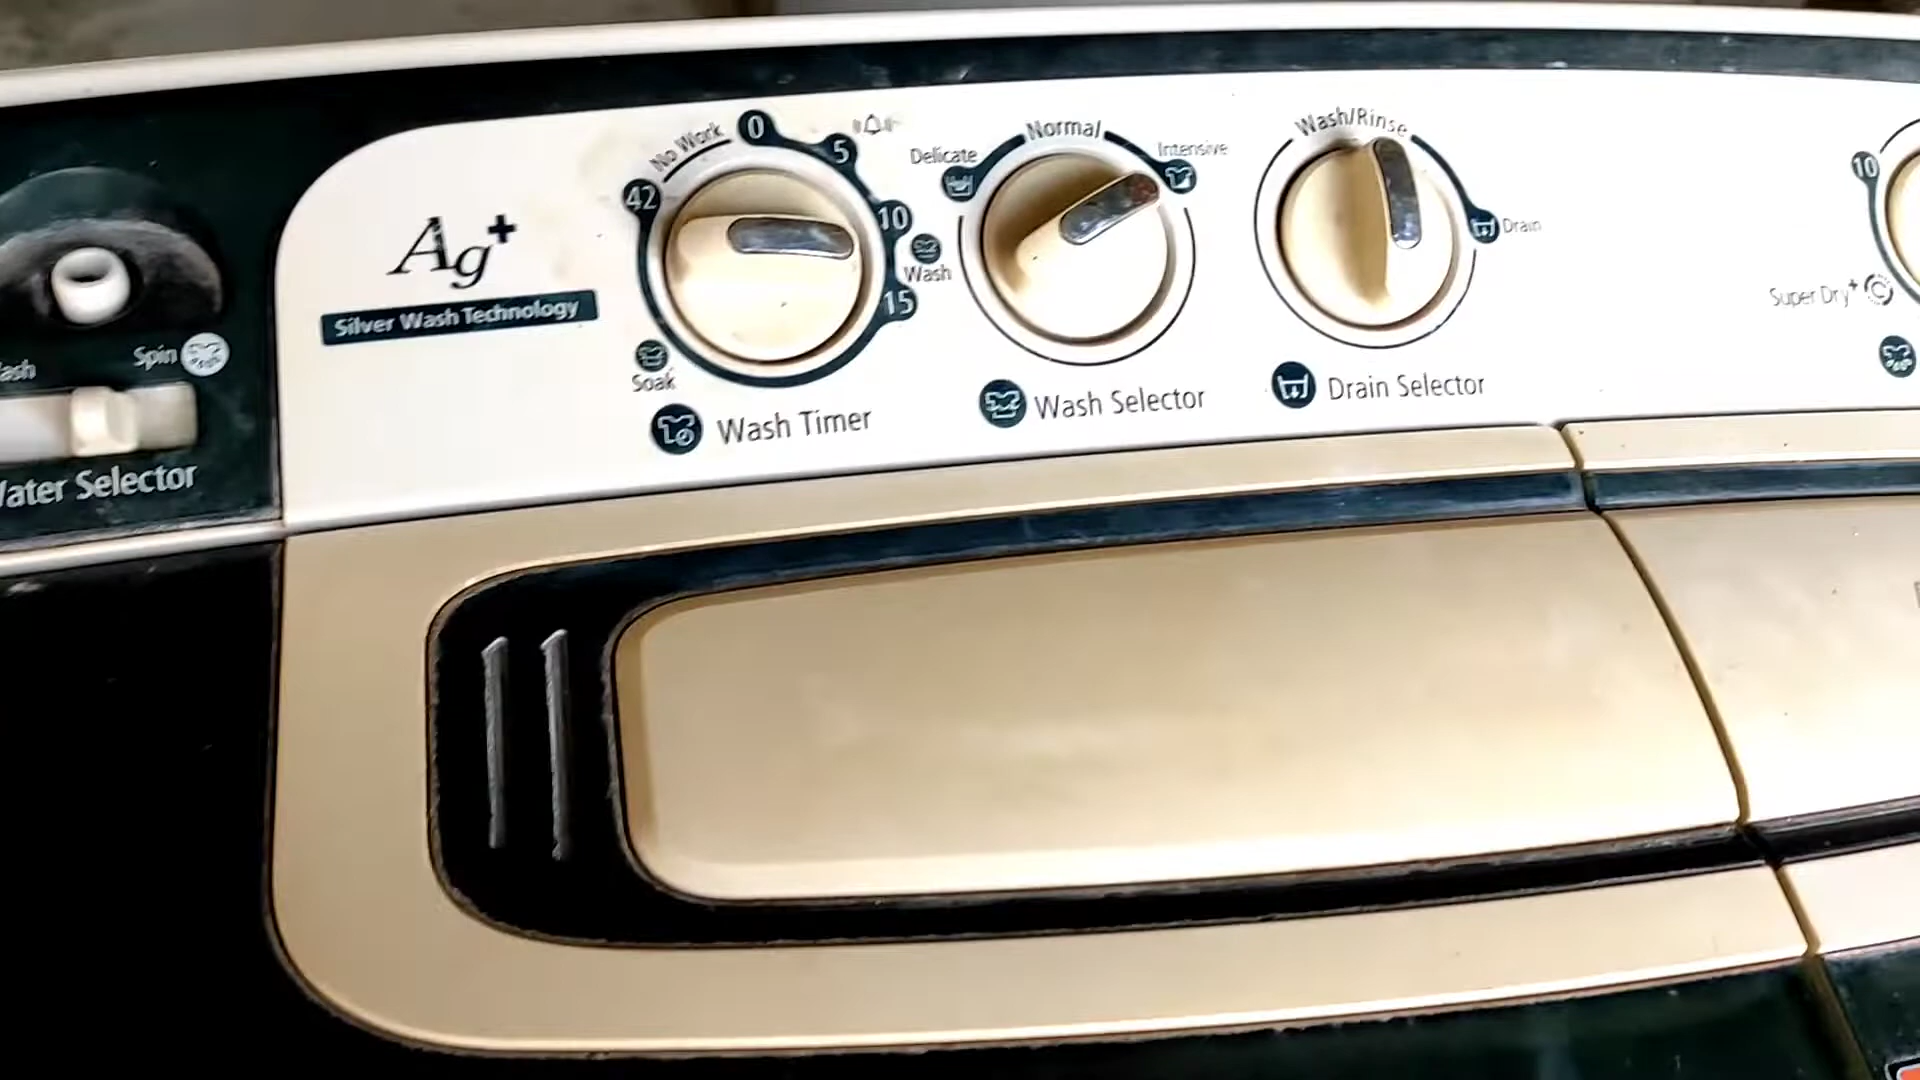 No Work
0
5
42
10
Wash
15
Soak
Wash Timer
Delicate
Normal
Intensive
Wash Selector
Wash/Rinse
Drain
Drain Selector
10
Super Dry+
Ag+
Silver Wash Technology
Spin
Selector